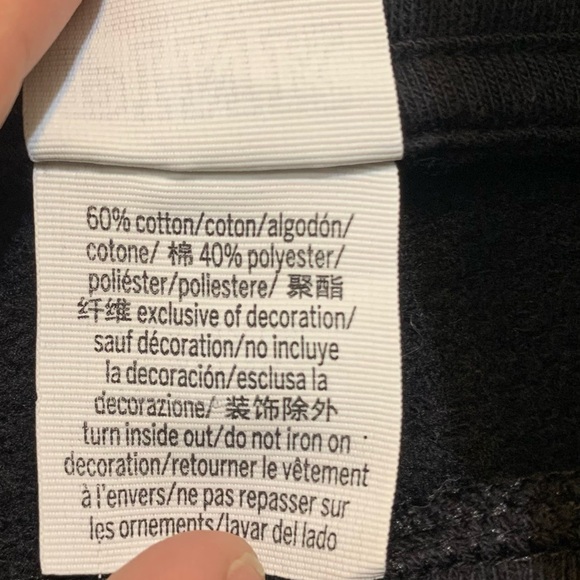 60% cotton/coton/algodón/
cotone/ 棉 40% polyester/
poliéster/poliestere/ 聚酯
纤维 exclusive of decoration/
sauf décoration/no incluye
la decoración/esclusa la
decorazione/ 装饰除外
turn inside out/do not iron on
decoration/retourner le vêtement
à l'envers/ne pas repasser sur
les ornements/lavar del lado